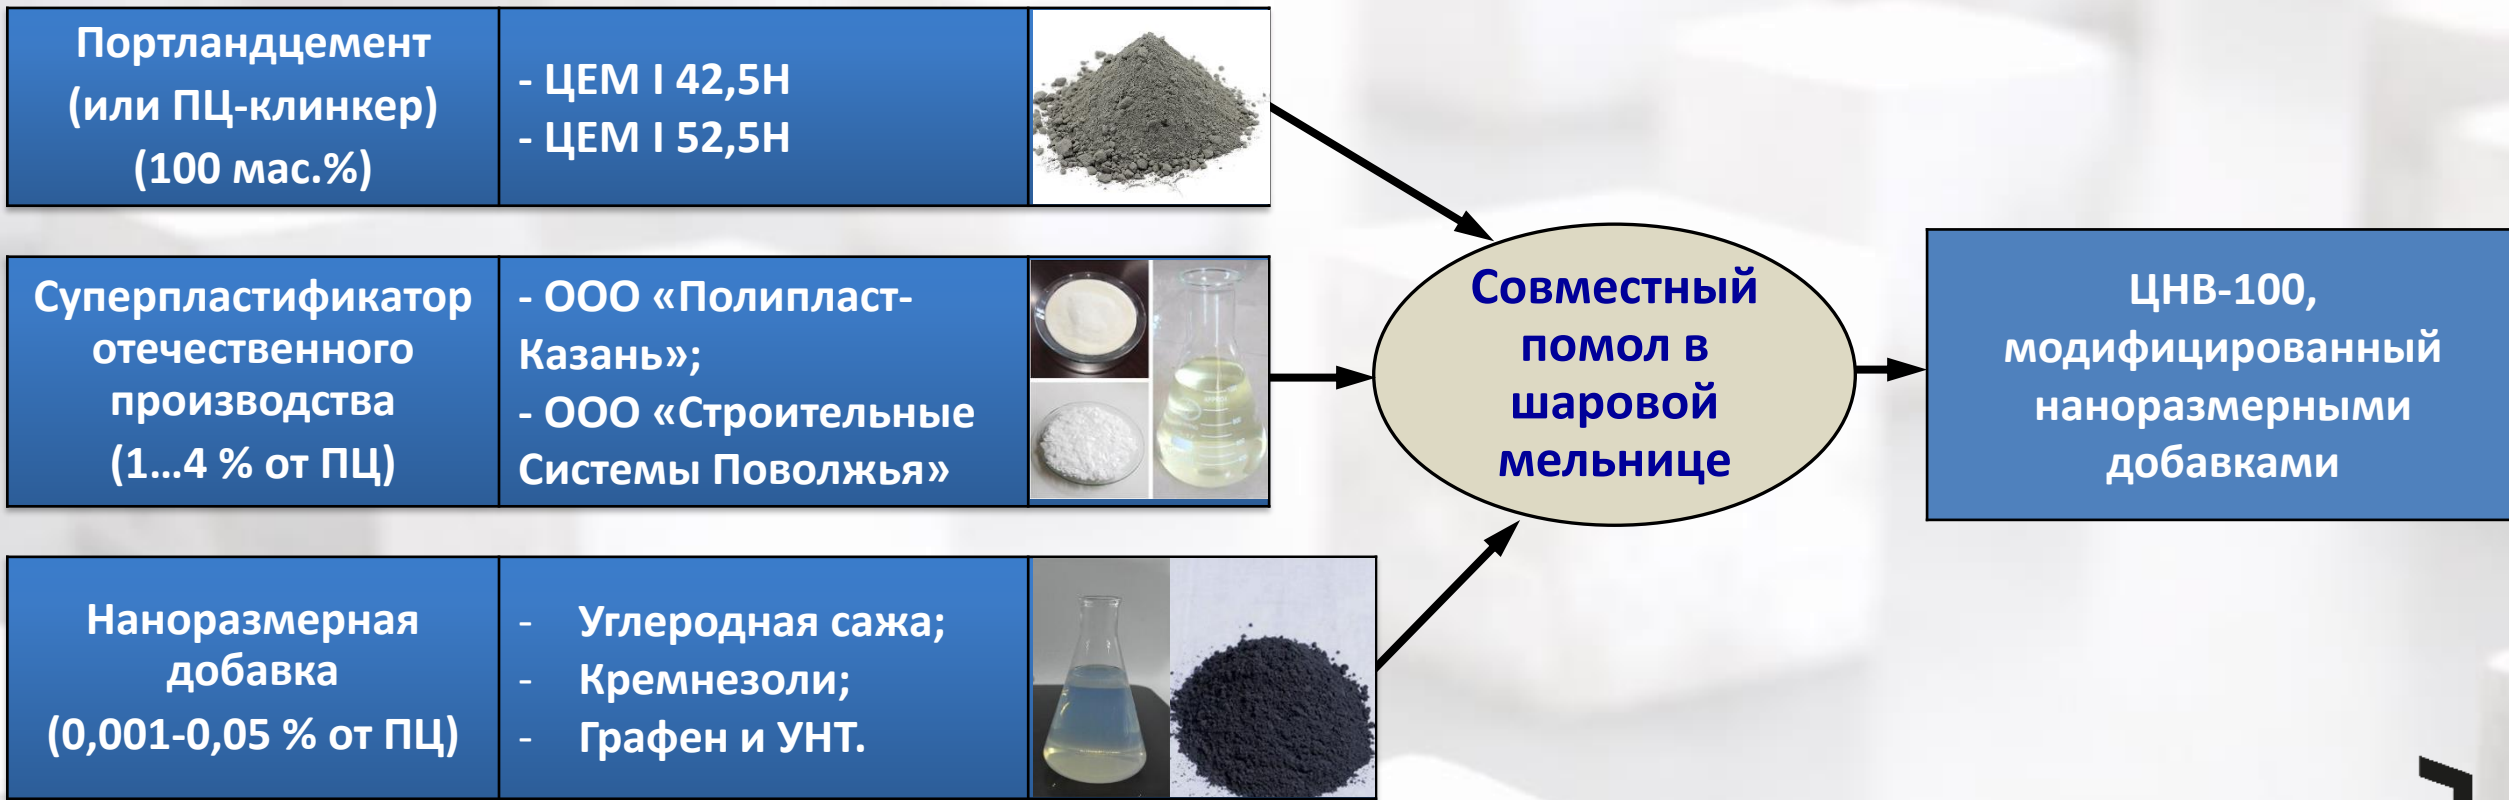 Портландцемент
(или ПЦ-клинкер)
(100 мас.%)
- ЦЕМ I 42,5Н
- ЦЕМ I 52,5Н
Суперпластификатор
отечественного
производства
(1…4 % от ПЦ)
- ООО «Полипласт-
Казань»;
- ООО «Строительные
Системы Поволжья»
Наноразмерная
добавка
(0,001-0,05 % от ПЦ)
- Углеродная сажа;
- Кремнезоли;
- Графен и УНТ.
Совместный
помол в
шаровой
мельнице
ЦНВ-100,
модифицированный
наноразмерными
добавками